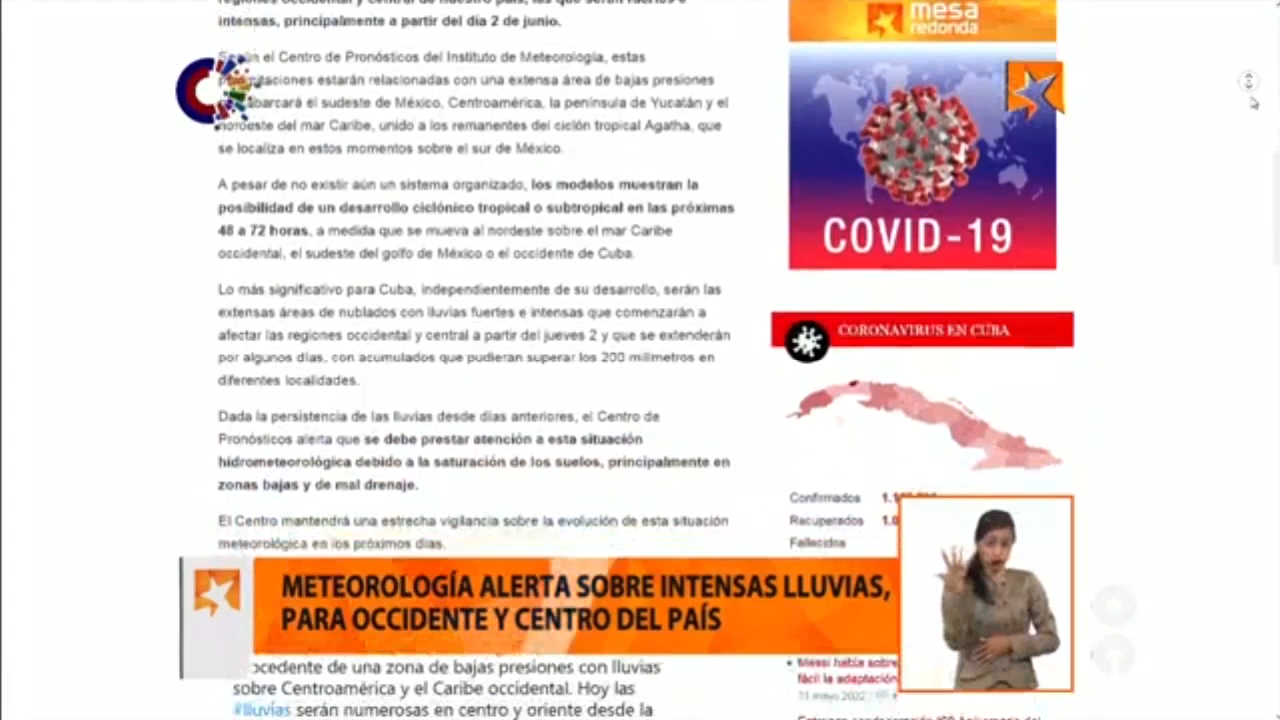 regiones occidental y central de nuestro país, las que serán fuertes e
intensas, principalmente a partir del día 2 de junio.
el Centro de Pronósticos del Instituto de Meteorología, estas
estarán relacionadas con una extensa área de bajas presiones
abarcará el sudeste de México, Centroamérica, la península de Yucatán y el
noroeste del mar Caribe, unido a los remanentes del ciclón tropical Agatha, que
se localiza en estos momentos sobre el sur de México.
A pesar de no existir aún un sistema organizado, los modelos muestran la
posibilidad de un desarrollo ciclónico tropical o subtropical en las próximas
48 a 72 horas, a medida que se mueva al nordeste sobre el mar Caribe
occidental, el sudeste del golfo de México o el occidente de Cuba.
Lo más significativo para Cuba, independientemente de su desarrollo, serán las
extensas áreas de nublados con lluvias fuertes e intensas que comenzarán a
afectar las regiones occidental y central a partir del jueves 2 y que se extenderán
por algunos días, con acumulados que pudieran superar los 200 milímetros en
diferentes localidades.
Dada la persistencia de las lluvias desde días anteriores, el Centro de
Pronósticos alerta que se debe prestar atención a esta situación
hidrometeorológica debido a la saturación de los suelos, principalmente en
zonas bajas y de mal drenaje.
El Centro mantendrá una estrecha vigilancia sobre la evolución de esta situación
meteorológica en los próximos días.
mesa
redonda
COVID-19
CORONAVIRUS EN CUBA
Confirmados
Recuperados
Fallecidos
METEOROLOGÍA ALERTA SOBRE INTENSAS LLUVIAS,
PARA OCCIDENTE Y CENTRO DEL PAÍS
ocedente de una zona de bajas presiones con lluvias
sobre Centroamérica y el Caribe occidental. Hoy las
#lluvias serán numerosas en centro y oriente desde la
Messi habla sobre
fácil la adaptación
11 mayo 2022